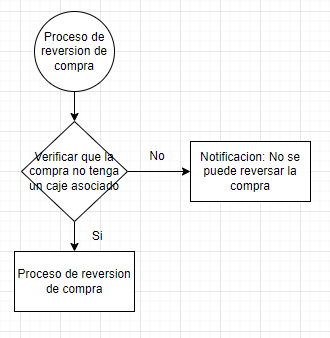 Proceso de
reversion de
compra
Verificar que la
compra no tenga
un caje asociado
No
Notificacion: No se
puede reversar la
compra
Si
Proceso de reversion
de compra